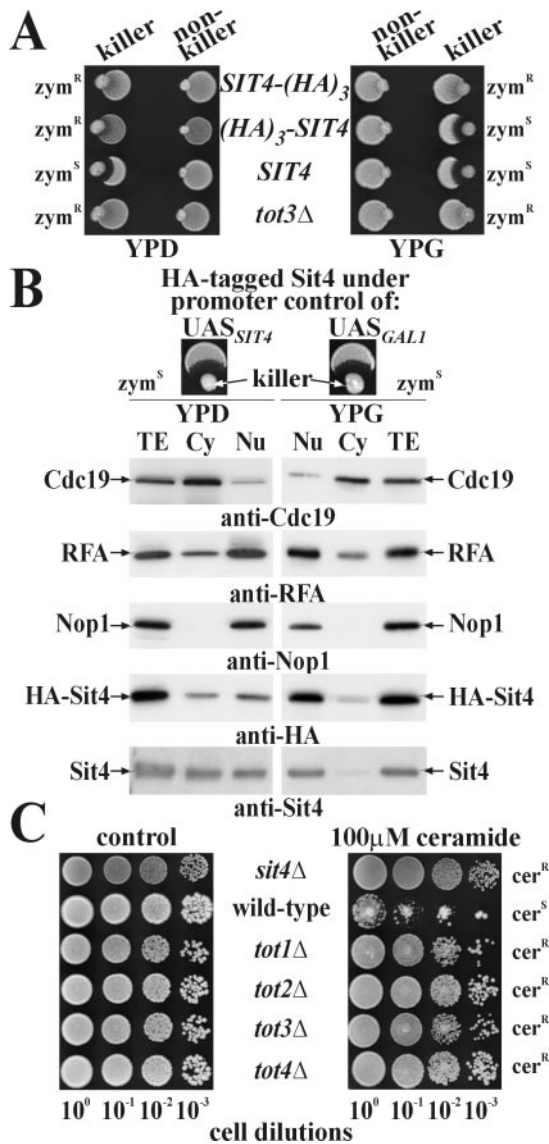 A
killer non-killer non-killer killer
zymR SIT4-(HA)3 zymR
zymR (HA)3-SIT4 zymS
zymS SIT4 zymS
zymR tot3Δ zymR
YPD YPG
B
HA-tagged Sit4 under
promoter control of:
UASSIT4 UASGAL1
zymS killer zymS
YPD YPG
TE Cy Nu Nu Cy TE
Cdc19 Cdc19
anti-Cdc19
RFA RFA
anti-RFA
Nop1 Nop1
anti-Nop1
HA-Sit4 HA-Sit4
anti-HA
Sit4 Sit4
anti-Sit4
C
control 100µM ceramide
sit4Δ cerR
wild-type cerS
tot1Δ cerR
tot2Δ cerR
tot3Δ cerR
tot4Δ cerR
10⁰ 10⁻¹ 10⁻² 10⁻³ 10⁰ 10⁻¹ 10⁻² 10⁻³
cell dilutions